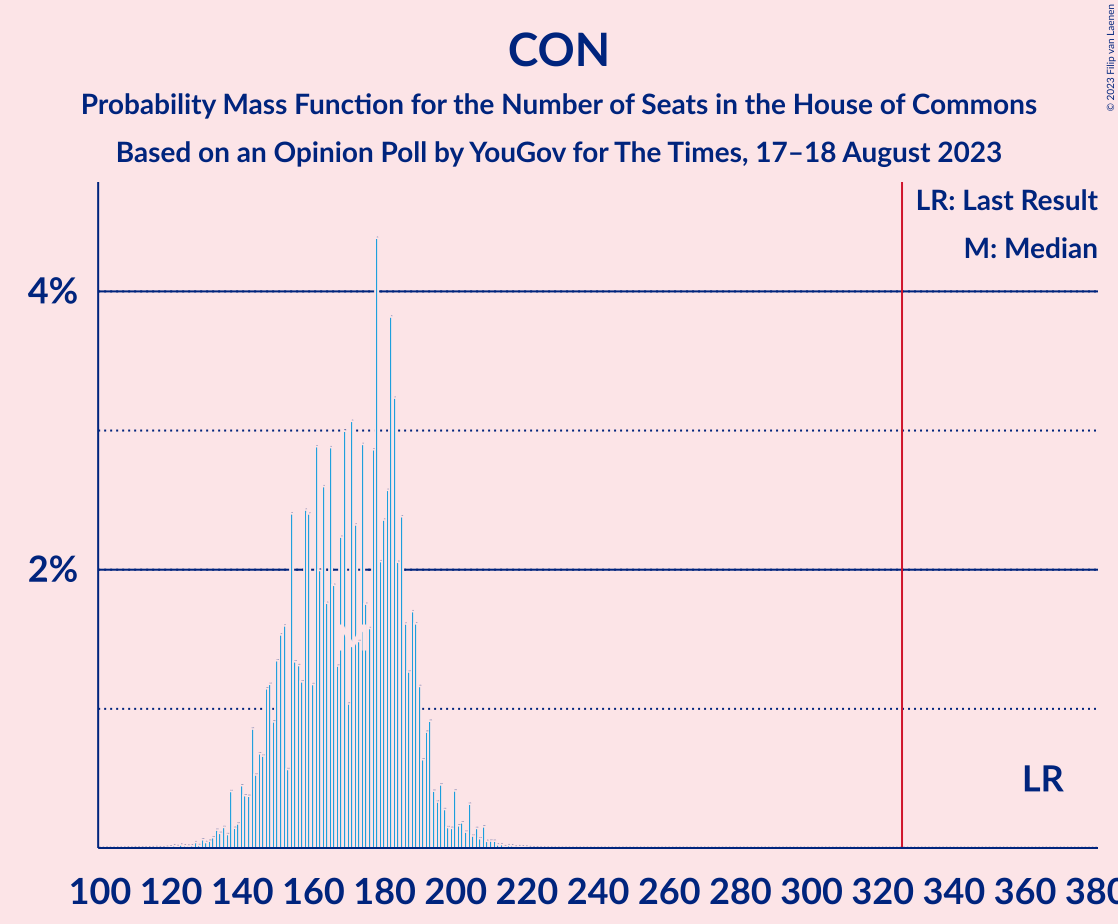 © 2023 Filip van Laenen
CON
Probability Mass Function for the Number of Seats in the House of Commons
Based on an Opinion Poll by YouGov for The Times, 17–18 August 2023
LR: Last Result
M: Median
4%
2%
LR
100 120 140 160 180 200 220 240 260 280 300 320 340 360 380